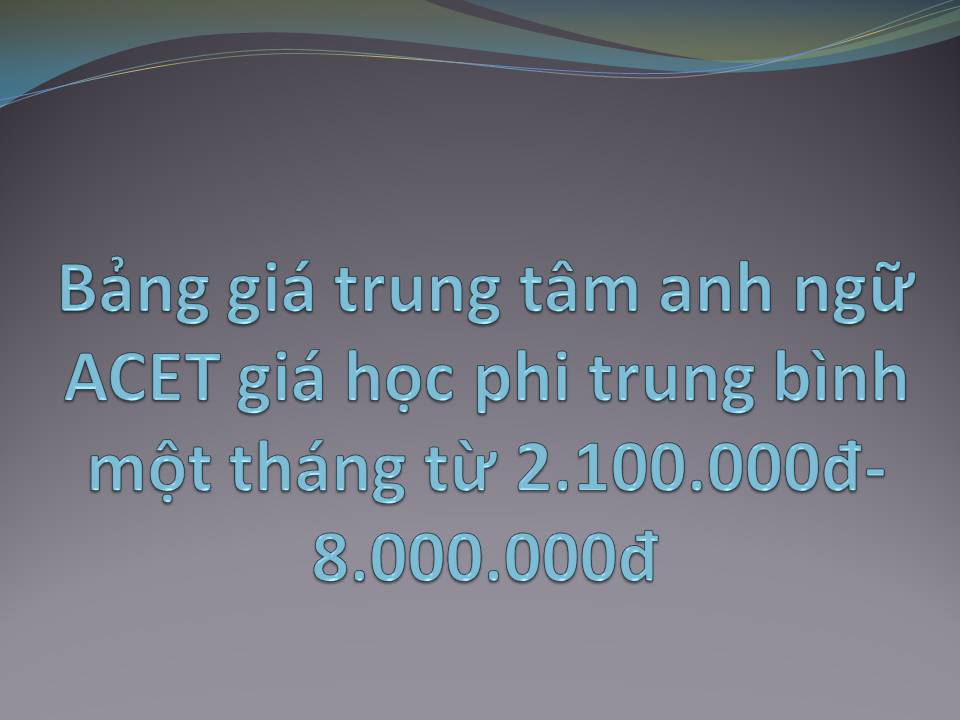 Bảng giá trung tâm anh ngữ
ACET giá học phi trung bình
một tháng từ 2.100.000đ-
8.000.000đ